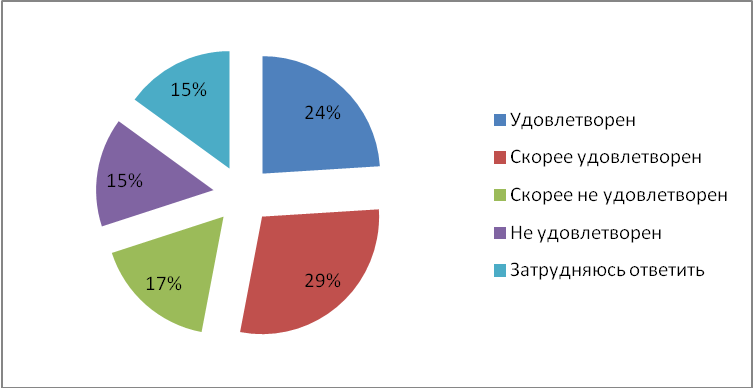 15%
24%
15%
17%
29%
Удовлетворен
Скорее удовлетворен
Скорее не удовлетворен
Не удовлетворен
Затрудняюсь ответить